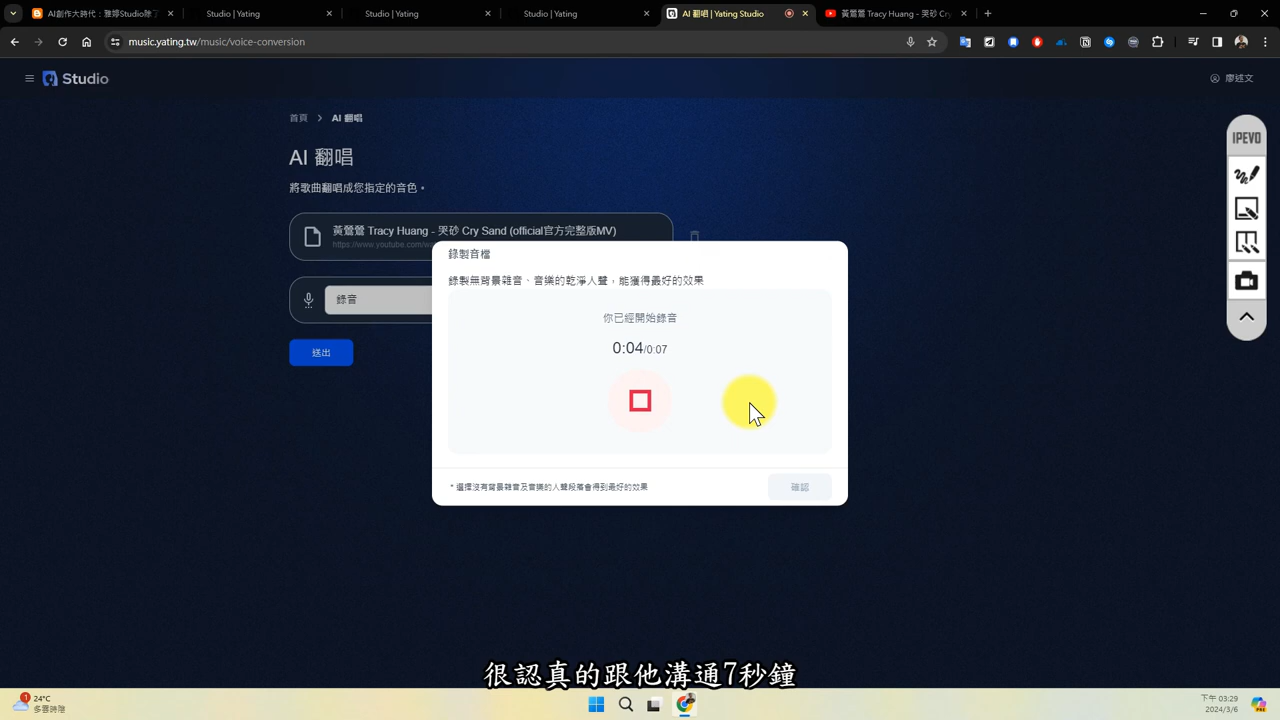 AI創作大時代：雅婷Studio除了
Studio | Yating
Studio | Yating
Studio | Yating
AI 翻唱 | Yating Studio
黃鶯鶯 Tracy Huang - 哭砂 Cry
music.yating.tw/music/voice-conversion
Studio
廖述文
首頁 > AI 翻唱
AI 翻唱
將歌曲翻唱成您指定的音色。
黃鶯鶯 Tracy Huang - 哭砂 Cry Sand (official官方完整版MV)
https://www.youtube.com/wa
錄音
送出
錄製音檔
錄製無背景雜音、音樂的乾淨人聲，能獲得最好的效果
你已經開始錄音
0:04/0:07
* 選擇沒有背景雜音及音樂的人聲段落會得到最好的效果
確認
IPEVO
很認真的跟他溝通7秒鐘
1
24°C
多雲時陰
下午 03:29
2024/3/6